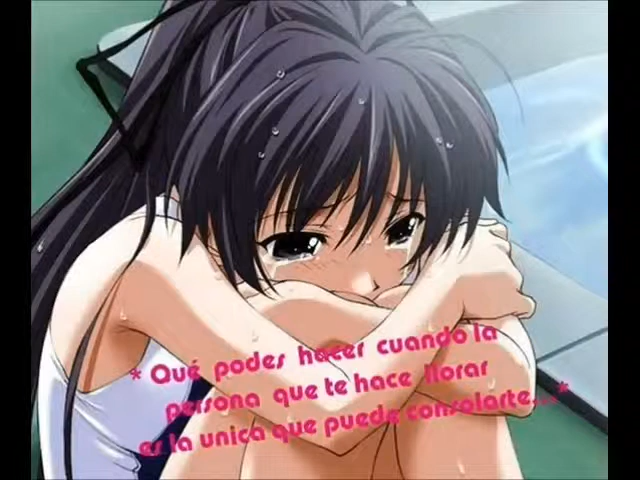 * Qué podes hacer cuando la
persona que te hace llorar
es la unica que puede consolarte...*